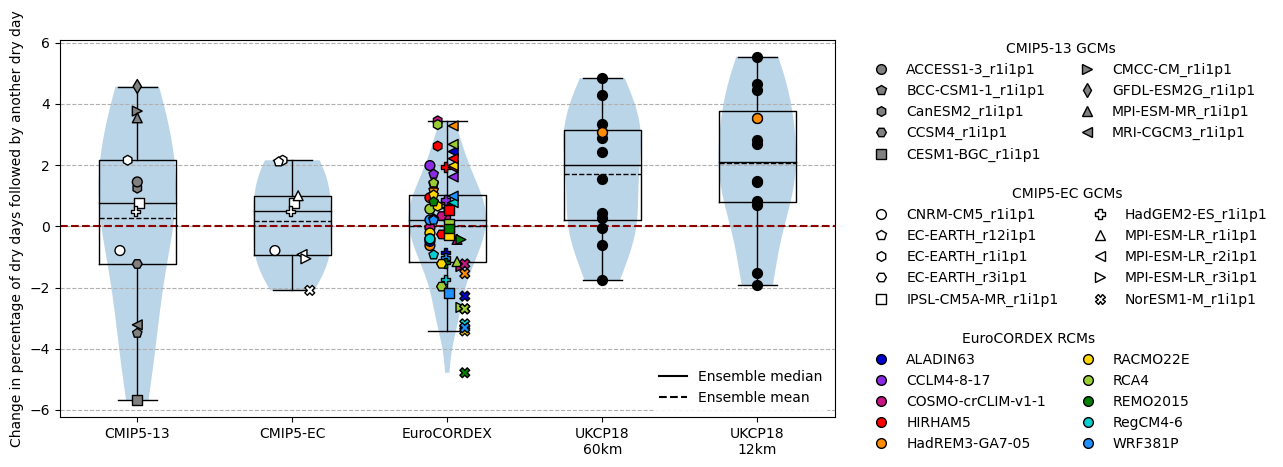 Change in percentage of dry days followed by another dry day
6
4
2
0
−2
−4
−6
CMIP5-13
CMIP5-EC
EuroCORDEX
UKCP18
60km
UKCP18
12km
Ensemble median
Ensemble mean
CMIP5-13 GCMs
ACCESS1-3_r1i1p1
BCC-CSM1-1_r1i1p1
CanESM2_r1i1p1
CCSM4_r1i1p1
CESM1-BGC_r1i1p1
CMCC-CM_r1i1p1
GFDL-ESM2G_r1i1p1
MPI-ESM-MR_r1i1p1
MRI-CGCM3_r1i1p1
CMIP5-EC GCMs
CNRM-CM5_r1i1p1
EC-EARTH_r12i1p1
EC-EARTH_r1i1p1
EC-EARTH_r3i1p1
IPSL-CM5A-MR_r1i1p1
HadGEM2-ES_r1i1p1
MPI-ESM-LR_r1i1p1
MPI-ESM-LR_r2i1p1
MPI-ESM-LR_r3i1p1
NorESM1-M_r1i1p1
EuroCORDEX RCMs
ALADIN63
CCLM4-8-17
COSMO-crCLIM-v1-1
HIRHAM5
HadREM3-GA7-05
RACMO22E
RCA4
REMO2015
RegCM4-6
WRF381P